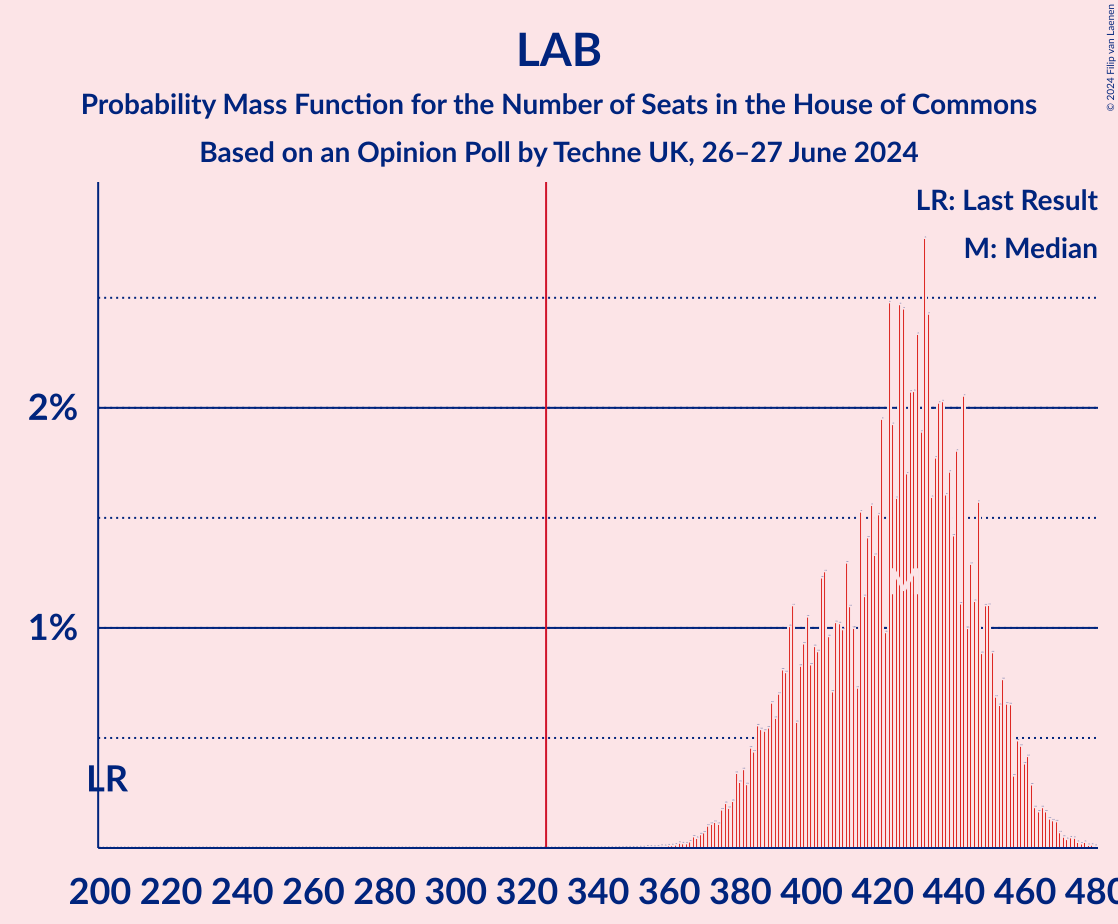 LAB
Probability Mass Function for the Number of Seats in the House of Commons
Based on an Opinion Poll by Techne UK, 26–27 June 2024
© 2024 Filip van Laenen
LR: Last Result
M: Median
2%
1%
LR
M
200 220 240 260 280 300 320 340 360 380 400 420 440 460 480